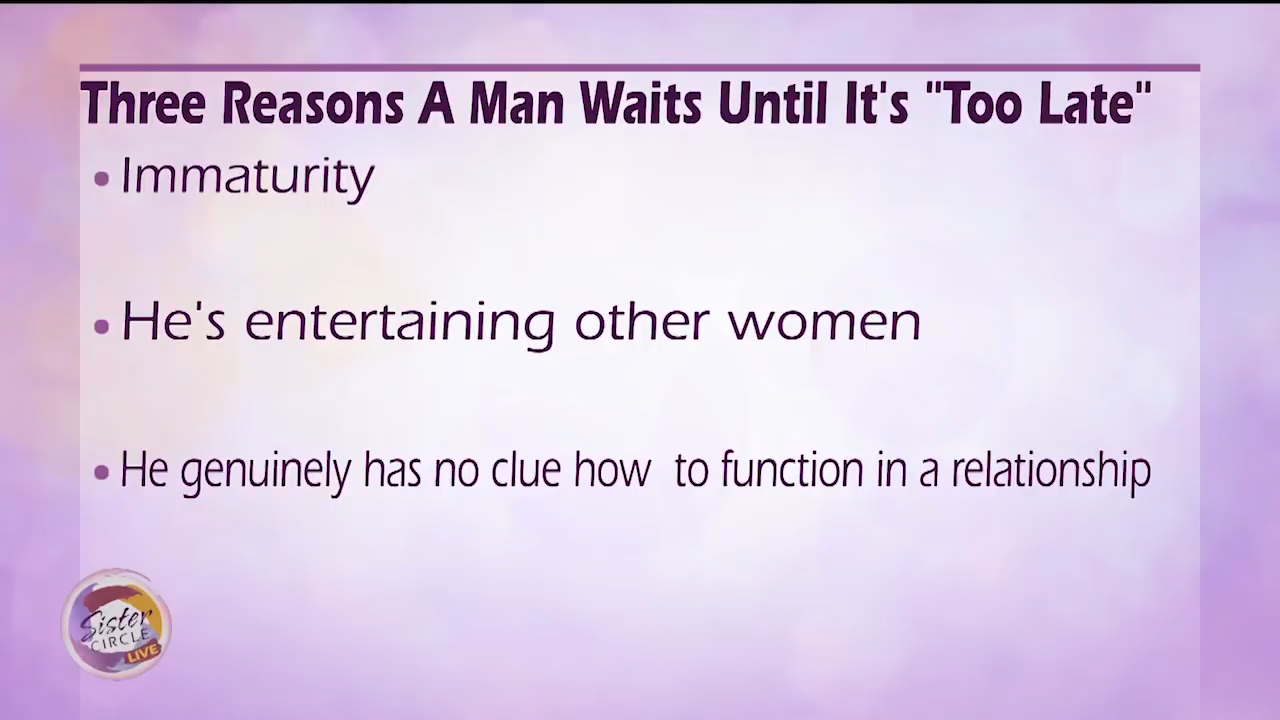 Three Reasons A Man Waits Until It's "Too Late"
• Immaturity
• He's entertaining other women
• He genuinely has no clue how  to function in a relationship
Sister
CIRCLE
LIVE